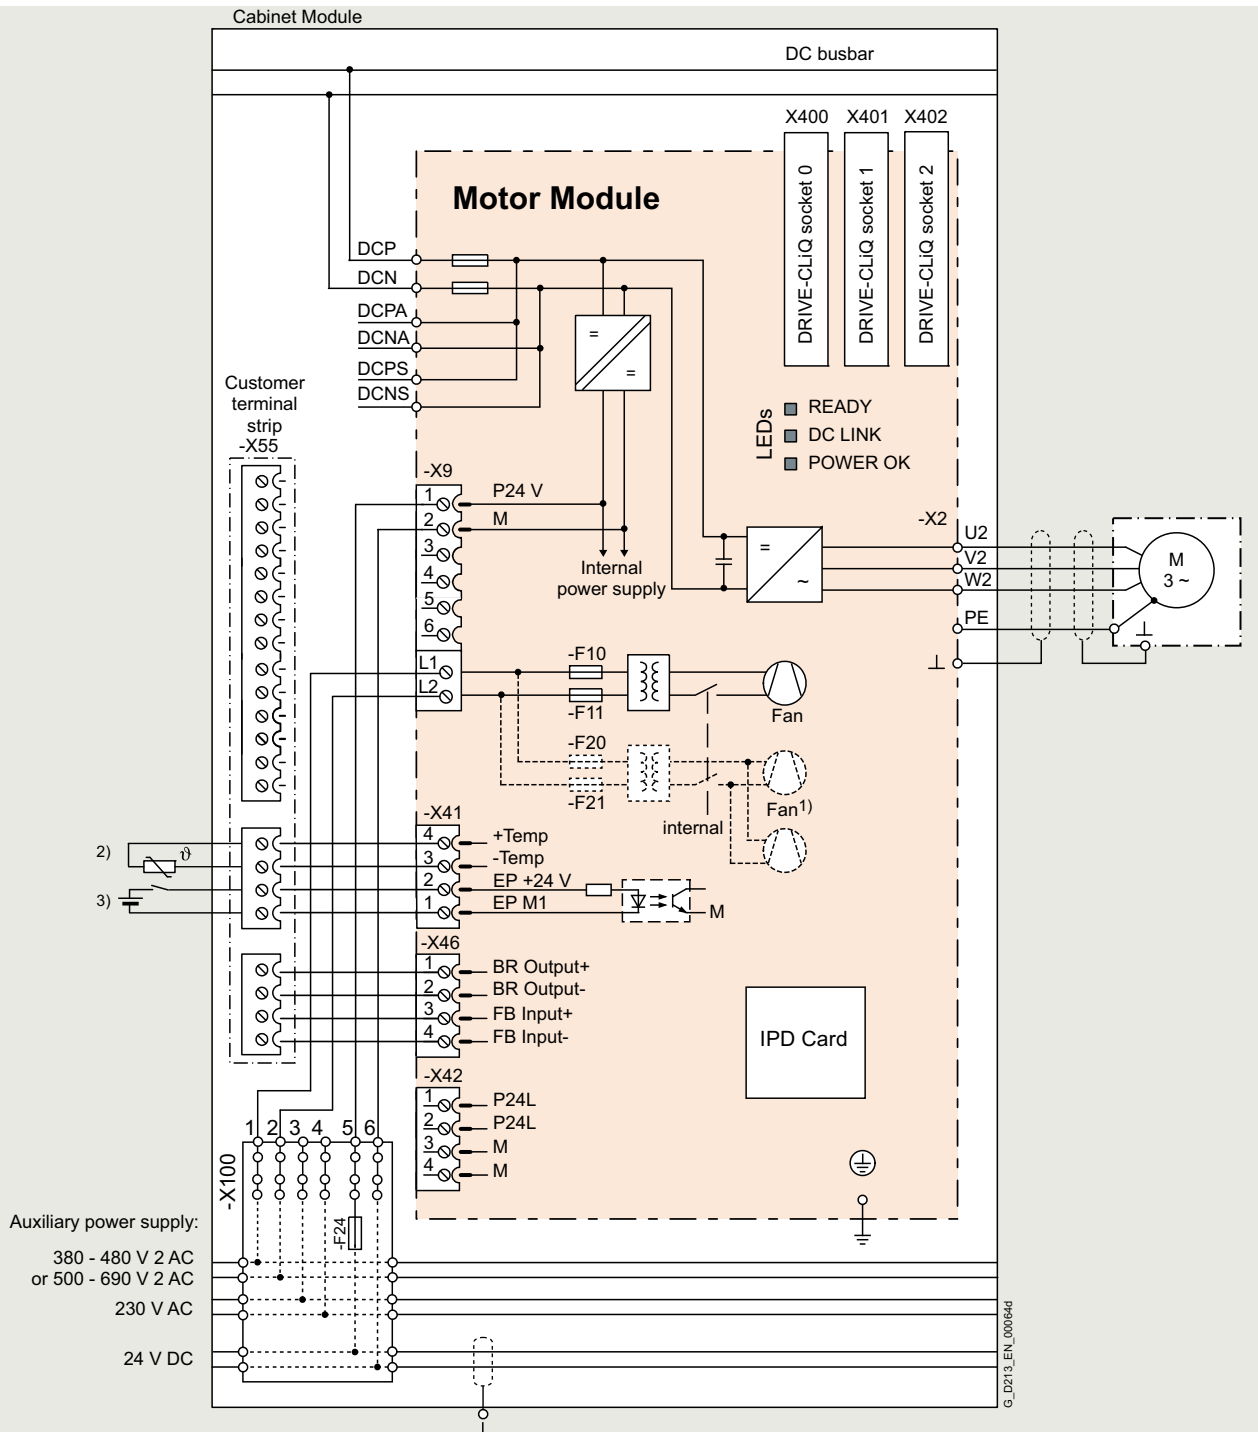 Cabinet Module
DC busbar
X400 X401 X402
DRIVE-CLiQ socket 0
DRIVE-CLiQ socket 1
DRIVE-CLiQ socket 2
Motor Module
DCP
DCN
DCPA
DCNA
DCPS
DCNS
=
=
LEDs
READY
DC LINK
POWER OK
Customer
terminal
strip
-X55
-X9
1 P24 V
2 M
3
4
5
6
Internal
power supply
=
~
-X2
U2
V2
W2
PE
M
3 ~
L1
L2
-F10
-F11
Fan
-F20
-F21
Fan1)
internal
-X41
4 +Temp
3 -Temp
2 EP +24 V
1 EP M1
M
2)
ϑ
3)
-X46
1 BR Output+
2 BR Output-
3 FB Input+
4 FB Input-
IPD Card
-X42
1 P24L
2 P24L
3 M
4 M
1 2 3 4 5 6
-X100
-F24
Auxiliary power supply:
380 - 480 V 2 AC
or 500 - 690 V 2 AC
230 V AC
24 V DC
G_D213_EN_00064d